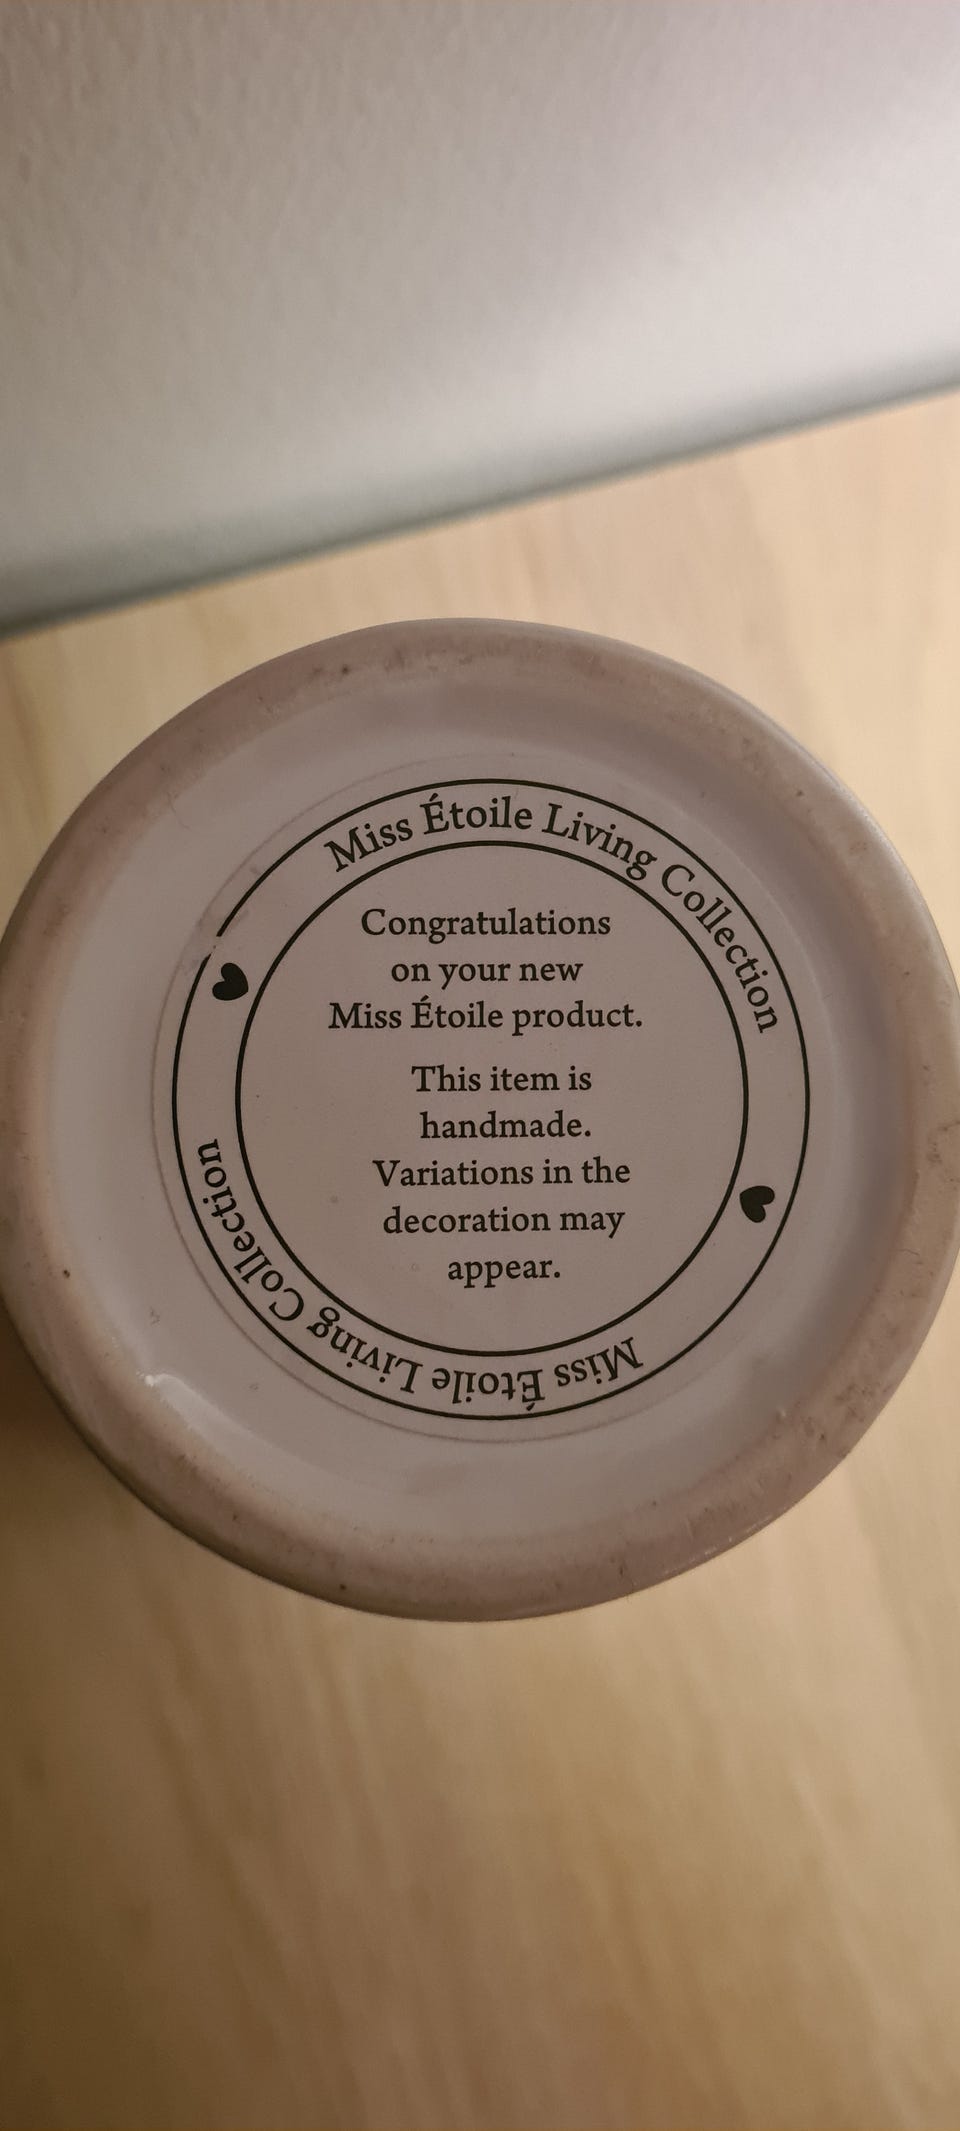 Miss Étoile Living Collection
Congratulations
on your new
Miss Étoile product.
This item is
handmade.
Variations in the
decoration may
appear.
Miss Étoile Living Collection